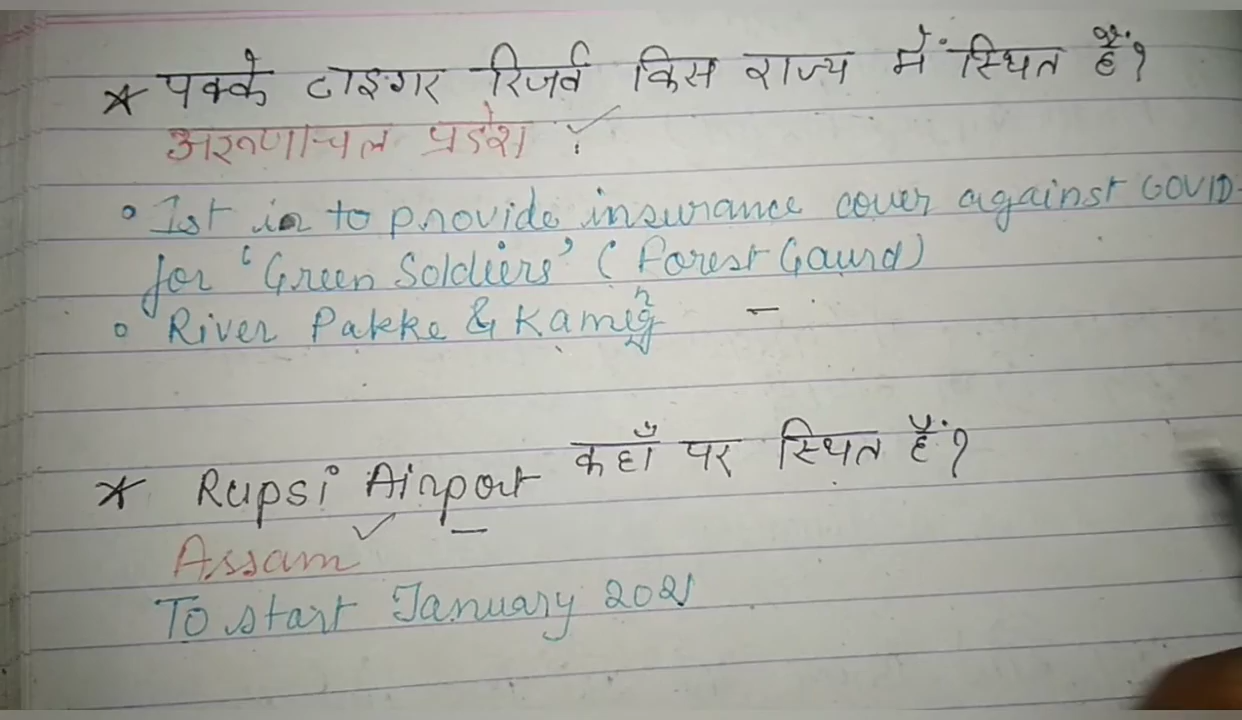 * पक्के टाइगर रिजर्व किस राज्य में स्थित है?
अरूणाचल प्रदेश ✓
• Ist in to provide insurance cover against COVID
for 'Green Soldiers' (Forest Gaurd)
• River Pakke & Kameng –
* Rupsi Airport कहाँ पर स्थित है?
Assam ✓ –
To start January 2021